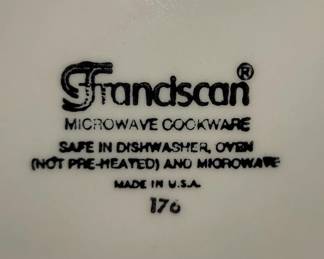 Franciscan®
MICROWAVE COOKWARE
SAFE IN DISHWASHER, OVEN
(NOT PRE-HEATED) AND MICROWAVE
MADE IN U.S.A.
176